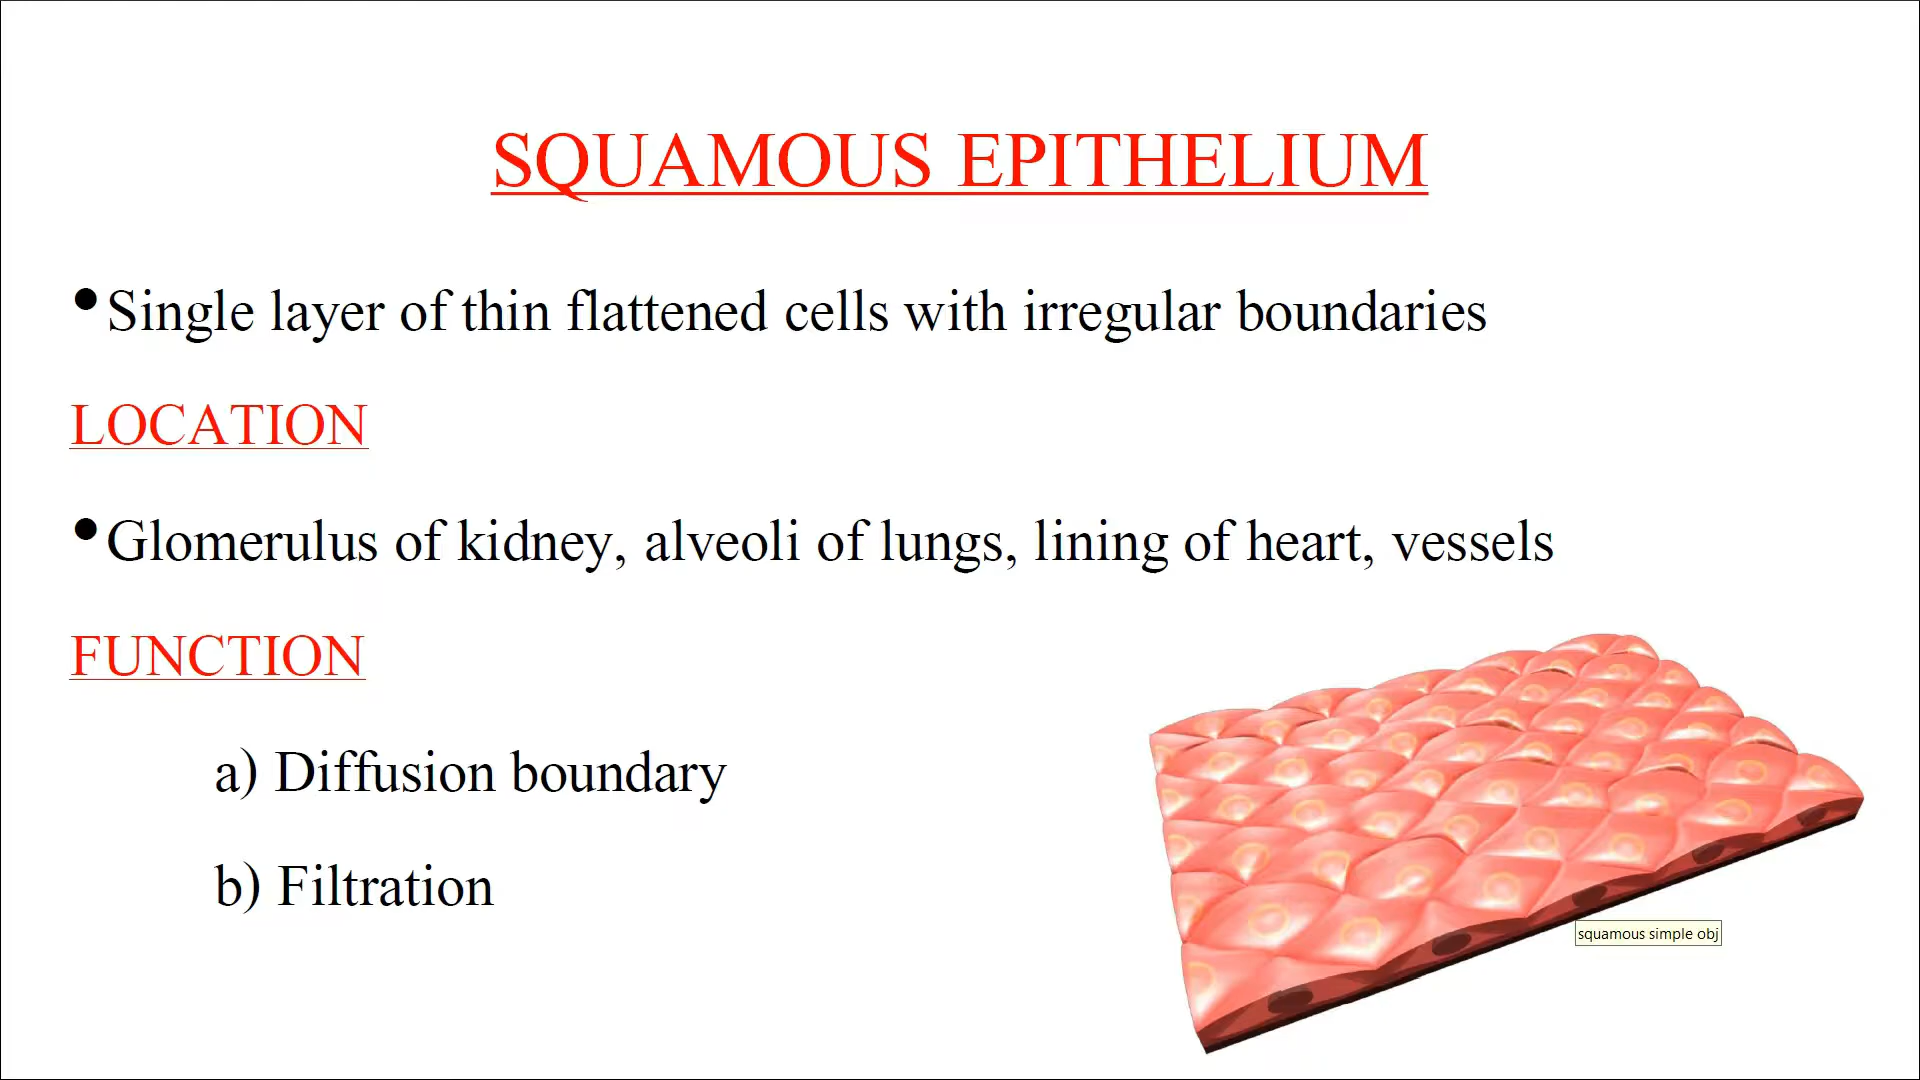 SQUAMOUS EPITHELIUM
•Single layer of thin flattened cells with irregular boundaries
LOCATION
•Glomerulus of kidney, alveoli of lungs, lining of heart, vessels
FUNCTION
a) Diffusion boundary
b) Filtration
squamous simple obj